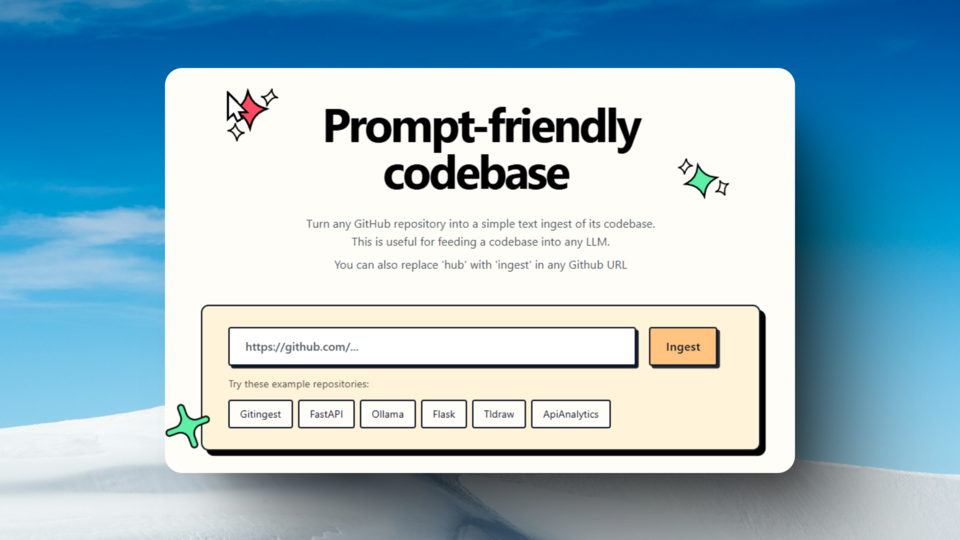 Prompt-friendly
codebase
Turn any GitHub repository into a simple text ingest of its codebase.
This is useful for feeding a codebase into any LLM.
You can also replace 'hub' with 'ingest' in any Github URL
https://github.com/...
Ingest
Try these example repositories:
Gitingest
FastAPI
Ollama
Flask
Tldraw
ApiAnalytics